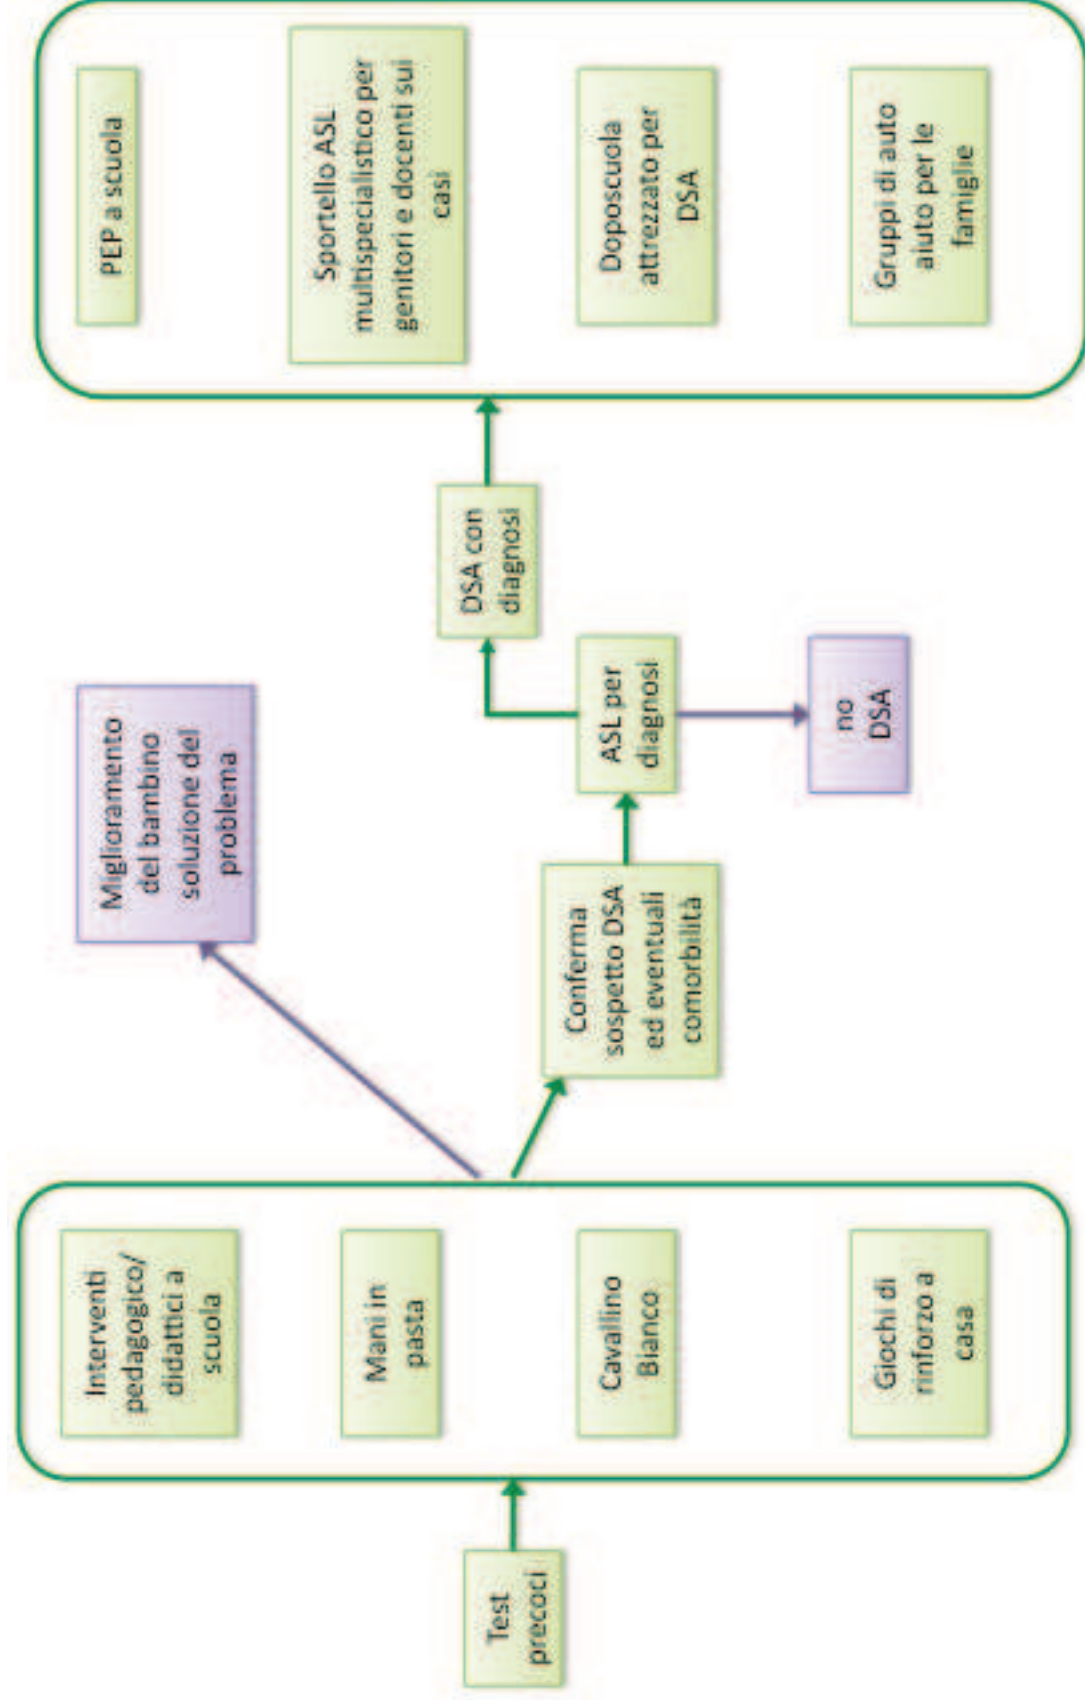 Test
precoci
Interventi
pedagogico/
didattici a
scuola
Mani in
pasta
Cavallino
Bianco
Giochi di
rinforzo a
casa
Miglioramento
del bambino
soluzione del
problema
Conferma
sospetto DSA
ed eventuali
comorbilità
ASL per
diagnosi
no
DSA
DSA con
diagnosi
PEP a scuola
Sportello ASL
multispecialistico per
genitori e docenti sui
casi
Doposcuola
attrezzato per
DSA
Gruppi di auto
aiuto per le
famiglie